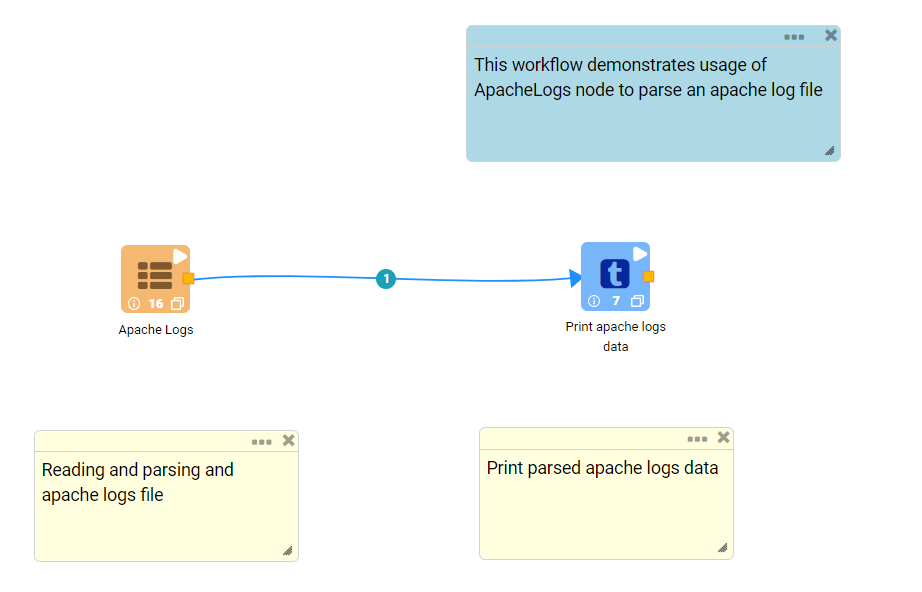 This workflow demonstrates usage of
ApacheLogs node to parse an apache log file
1
16
Apache Logs
t
7
Print apache logs
data
Reading and parsing and
apache logs file
Print parsed apache logs data